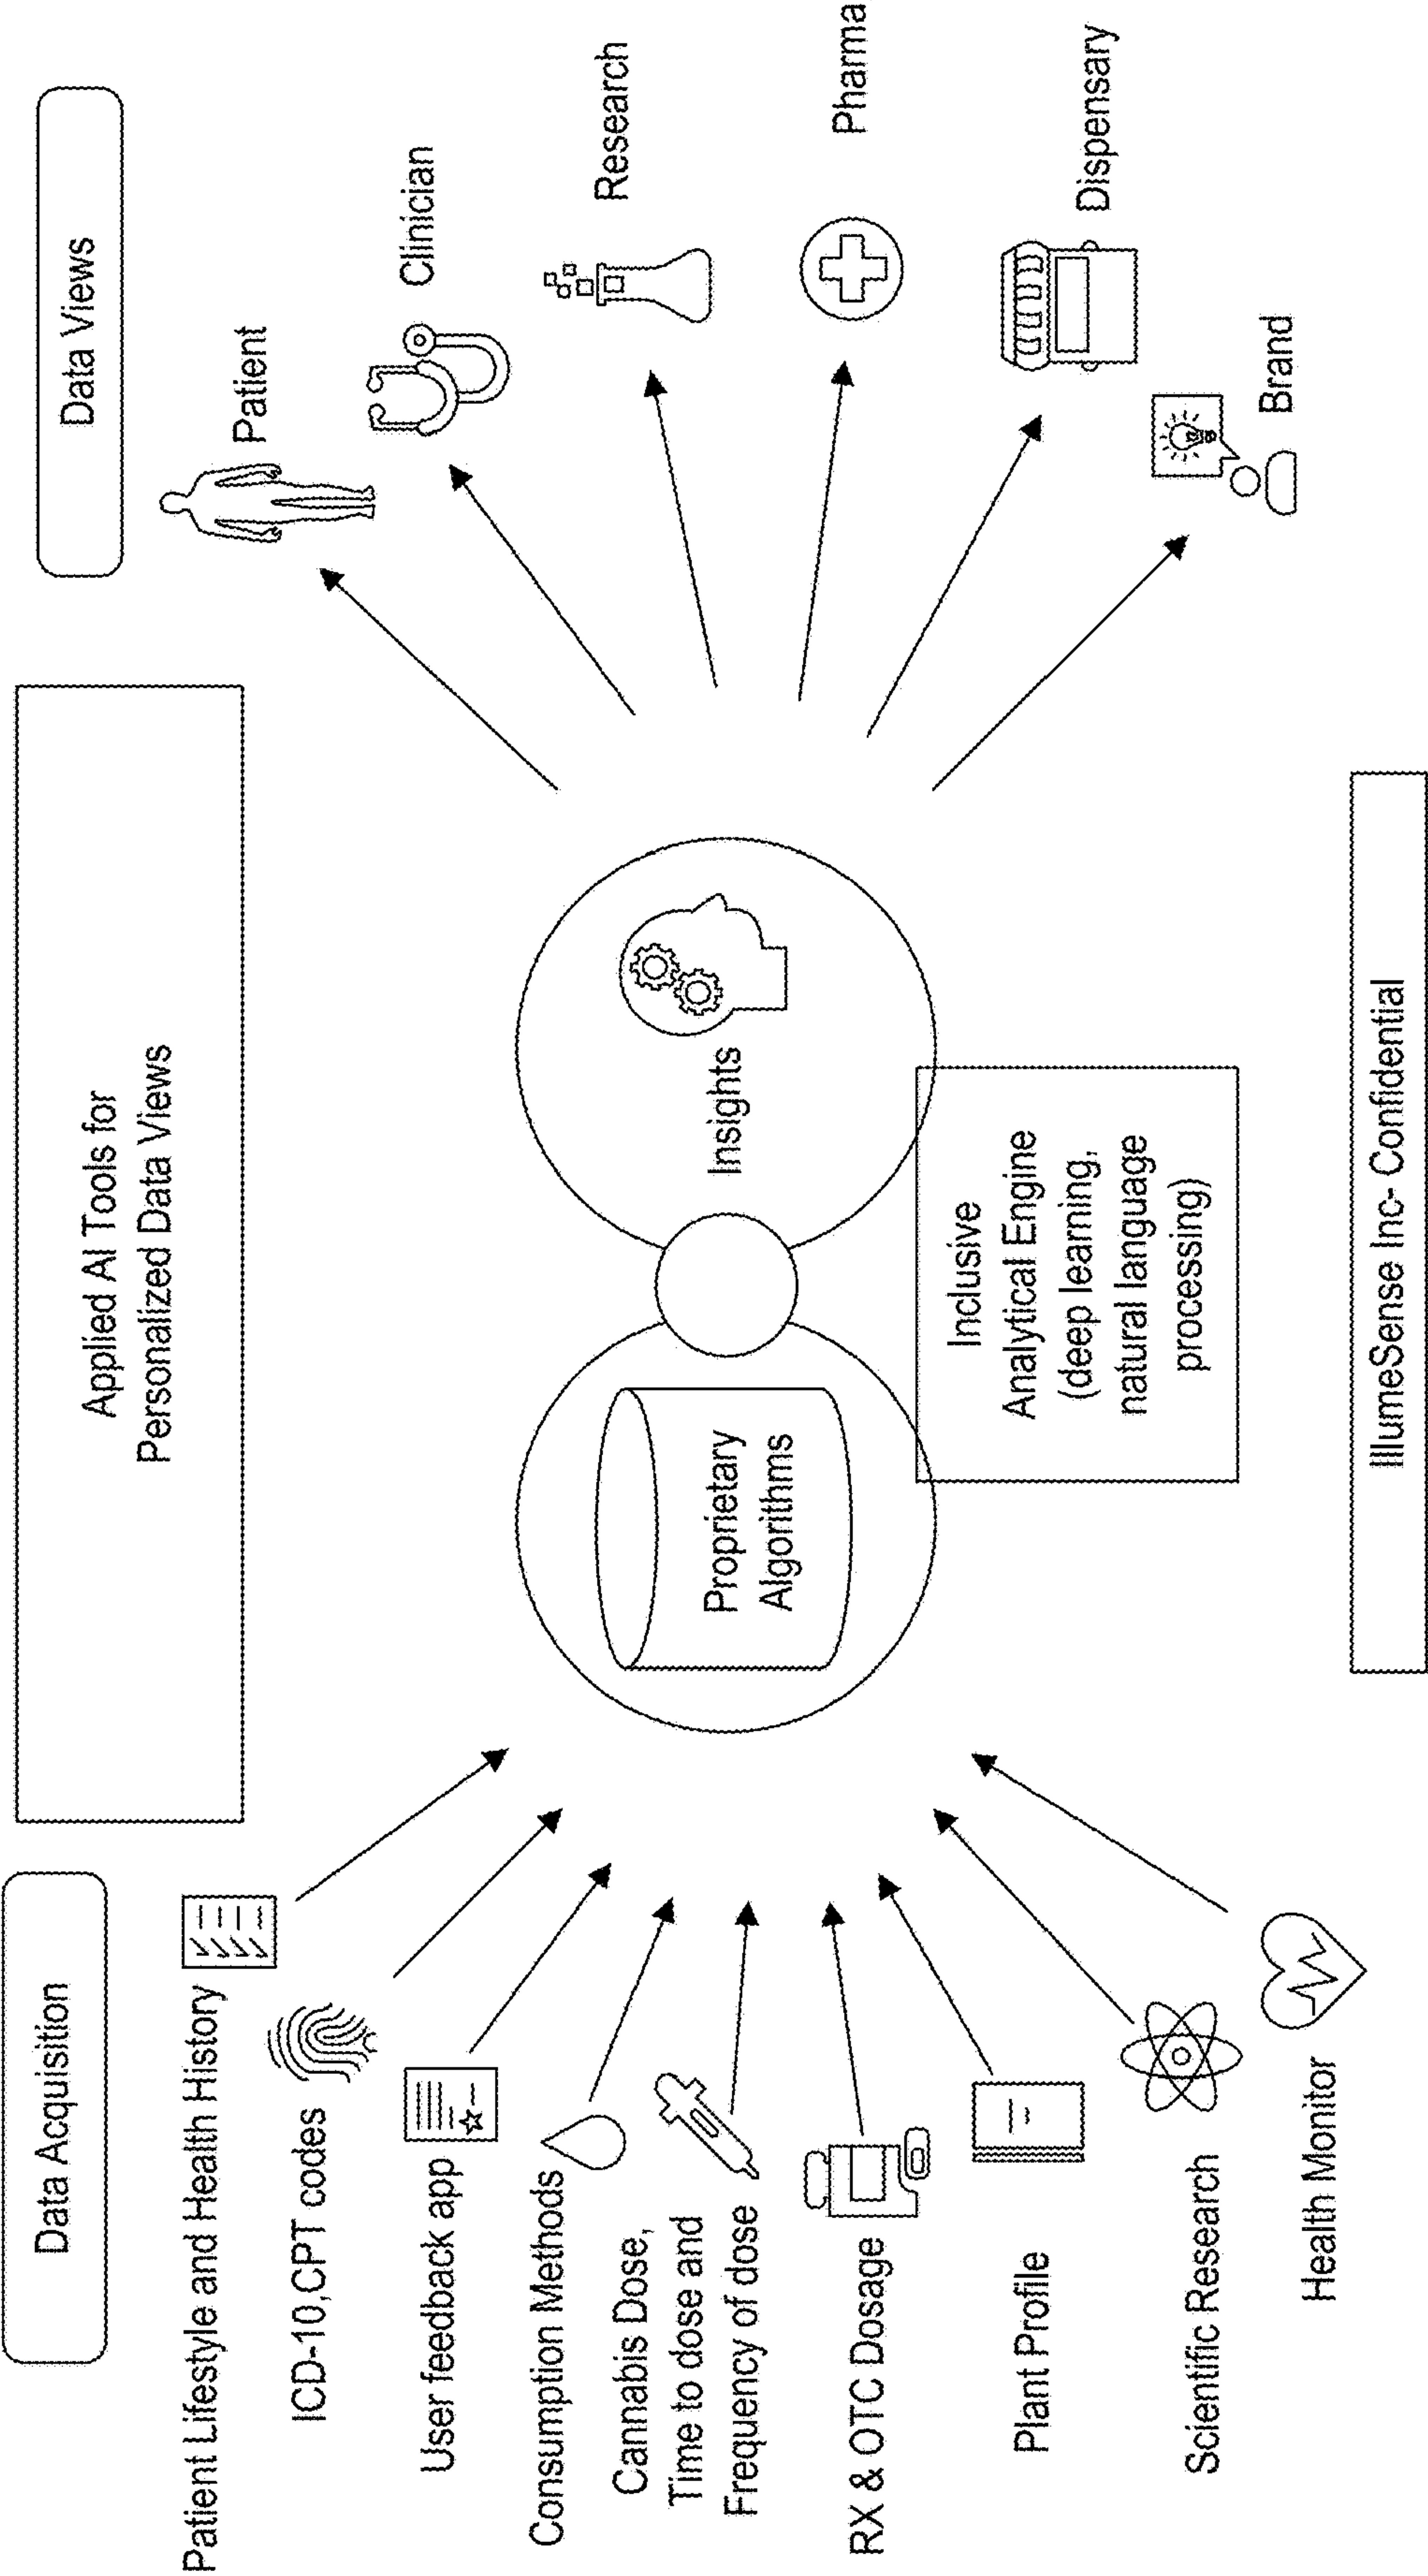 Data Acquisition
Applied AI Tools for
Personalized Data Views
Data Views
Patient Lifestyle and Health History
ICD-10,CPT codes
User feedback app
Consumption Methods
Cannabis Dose,
Time to dose and
Frequency of dose
RX & OTC Dosage
Plant Profile
Scientific Research
Health Monitor
Proprietary
Algorithms
Insights
Inclusive
Analytical Engine
(deep learning,
natural language
processing)
Patient
Clinician
Research
Pharma
Dispensary
Brand
IllumeSense Inc- Confidential